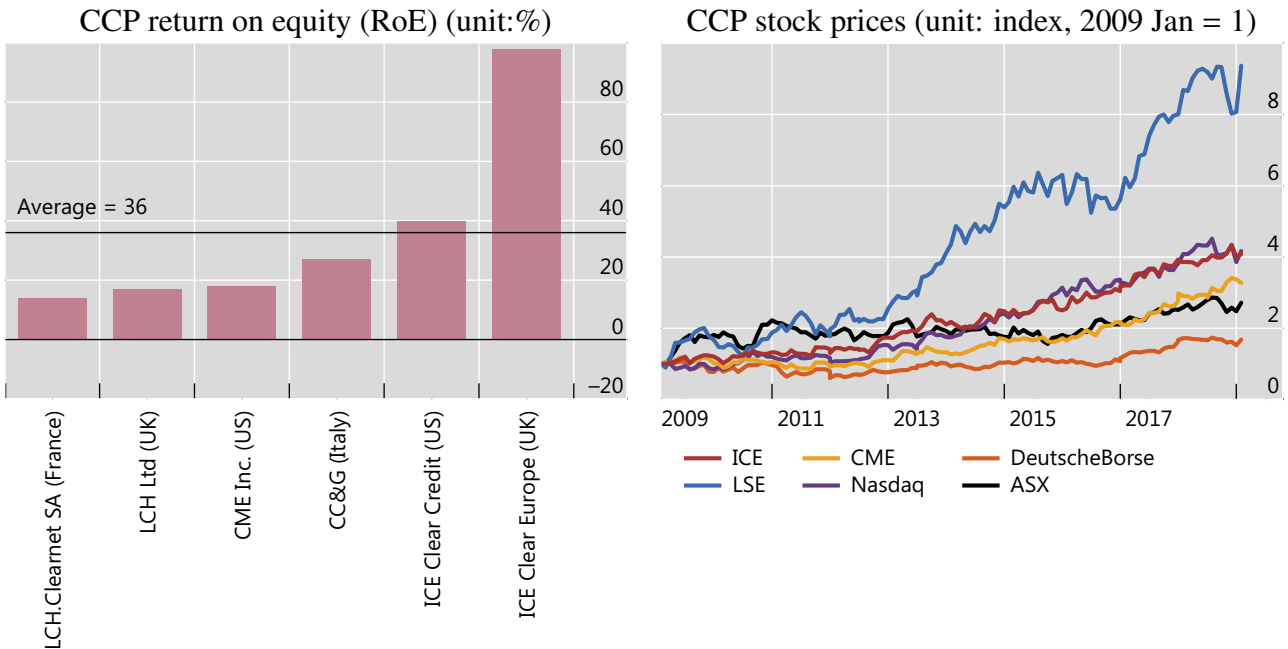 CCP return on equity (RoE) (unit:%)
80
60
Average = 36
40
20
0
–20
LCH.Clearnet SA (France)
LCH Ltd (UK)
CME Inc. (US)
CC&G (Italy)
ICE Clear Credit (US)
ICE Clear Europe (UK)
CCP stock prices (unit: index, 2009 Jan = 1)
8
6
4
2
0
2009 2011 2013 2015 2017
ICE CME DeutscheBorse
LSE Nasdaq ASX